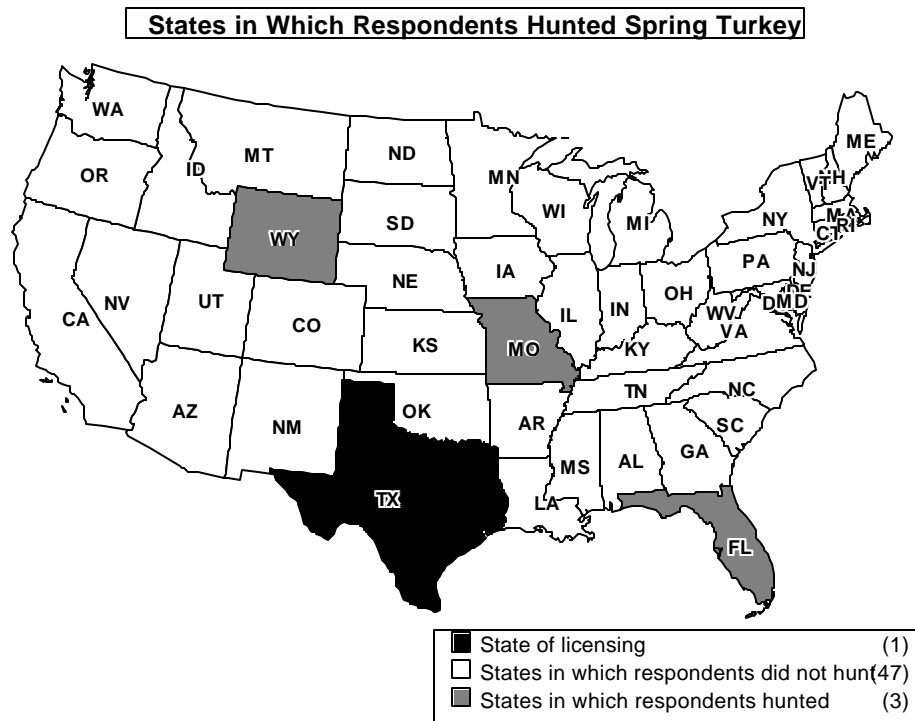 States in Which Respondents Hunted Spring Turkey
WA
OR
ID
MT
ND
MN
WI
MI
NY
VT
ME
MA
RI
CT
WY
SD
IA
PA
NJ
NE
NV
UT
CO
CA
KS
MO
IL
IN
OH
WV
VA
MD
DE
KY
AZ
NM
OK
AR
TN
NC
SC
MS
AL
GA
TX
LA
FL
State of licensing (1)
States in which respondents did not hunt (47)
States in which respondents hunted (3)